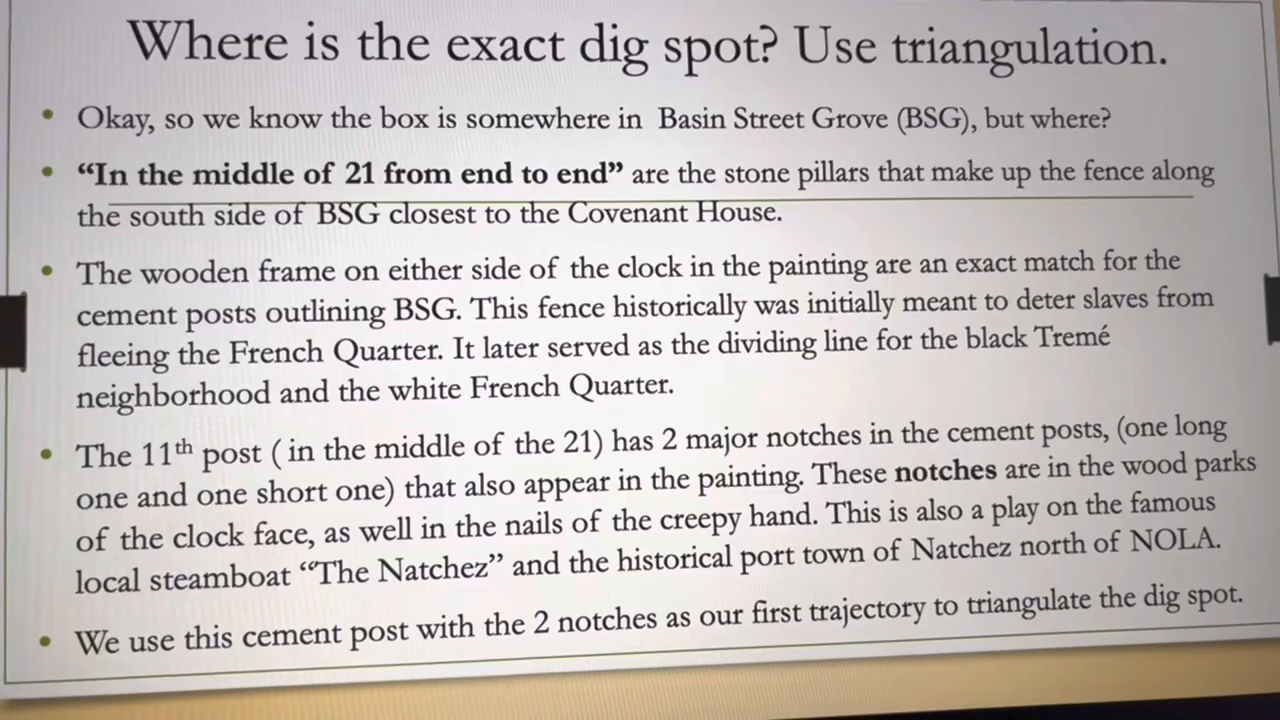 Where is the exact dig spot? Use triangulation.
• Okay, so we know the box is somewhere in Basin Street Grove (BSG), but where?
• “In the middle of 21 from end to end” are the stone pillars that make up the fence along
the south side of BSG closest to the Covenant House.
• The wooden frame on either side of the clock in the painting are an exact match for the
cement posts outlining BSG. This fence historically was initially meant to deter slaves from
fleeing the French Quarter. It later served as the dividing line for the black Tremé
neighborhood and the white French Quarter.
• The 11th post ( in the middle of the 21) has 2 major notches in the cement posts, (one long
one and one short one) that also appear in the painting. These notches are in the wood parks
of the clock face, as well in the nails of the creepy hand. This is also a play on the famous
local steamboat “The Natchez” and the historical port town of Natchez north of NOLA.
• We use this cement post with the 2 notches as our first trajectory to triangulate the dig spot.